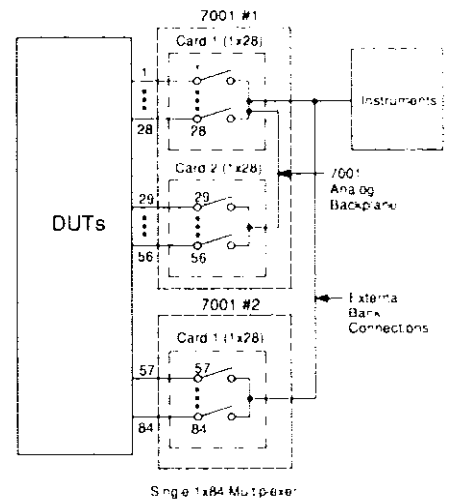 7001 #1
Card 1 (1x28)
1
28
28
Instruments
Card 2 (1x28)
7001
Analog
Backplane
29
29
DUTs
56
56
7001 #2
Externa
Bank
Connections
Card 1 (1x28)
57
57
84
84
Single 1x84 Multiplexer